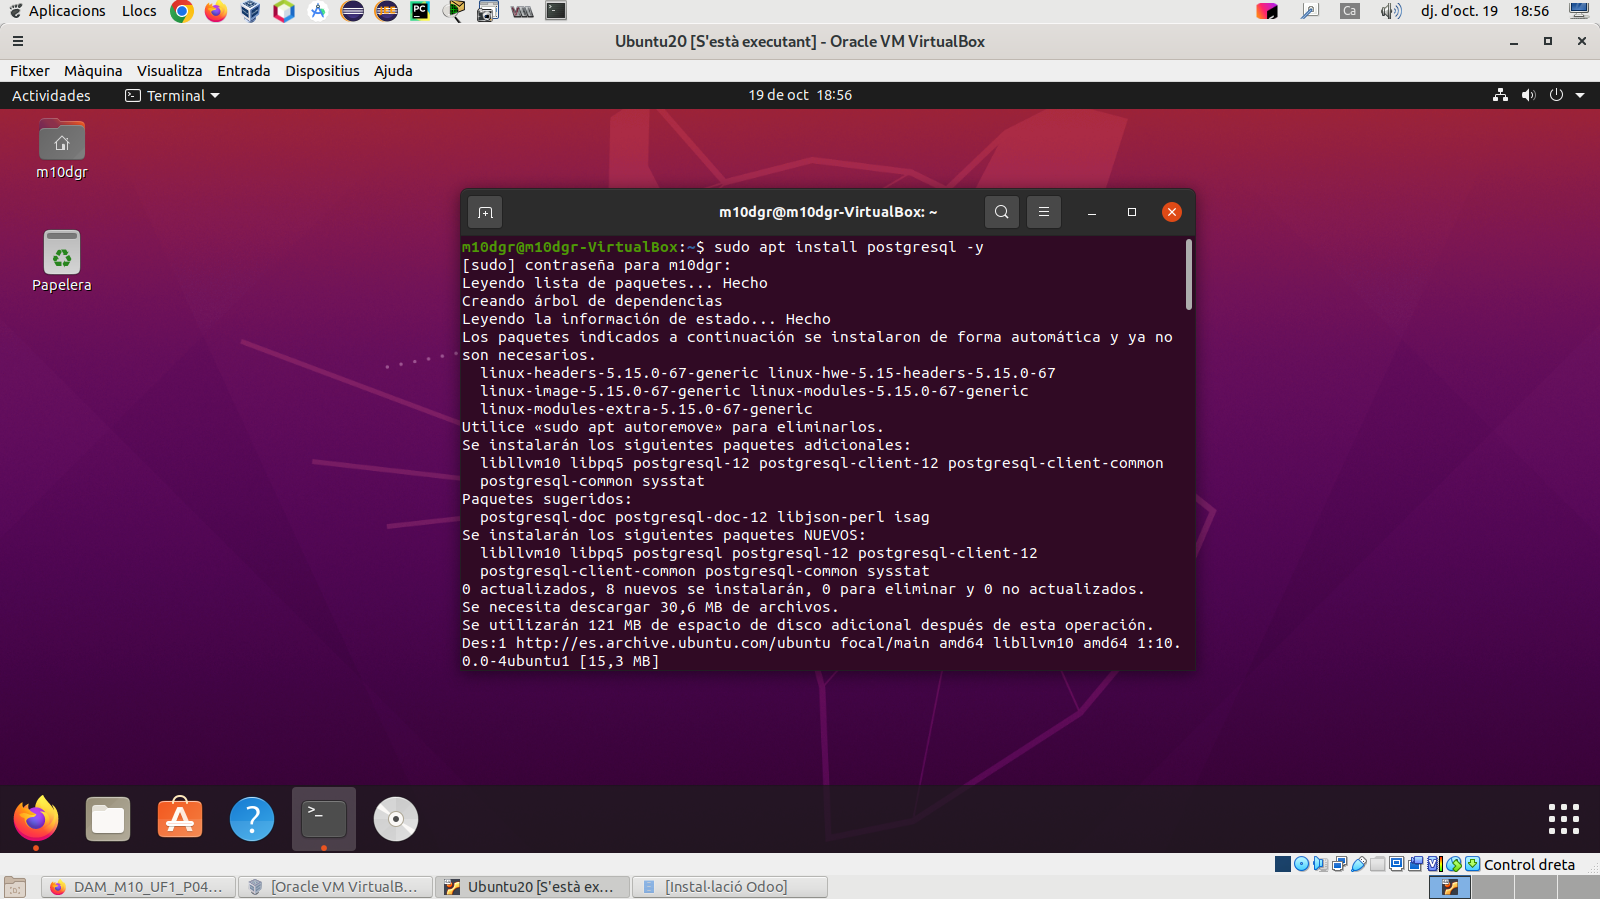 Aplicacions Llocs Ca dj. d'oct. 19 18:56
Ubuntu20 [S'està executant] - Oracle VM VirtualBox
Fitxer Màquina Visualitza Entrada Dispositius Ajuda
Actividades Terminal 19 de oct 18:56
m10dgr
Papelera
m10dgr@m10dgr-VirtualBox: ~
m10dgr@m10dgr-VirtualBox:~$ sudo apt install postgresql -y
[sudo] contraseña para m10dgr:
Leyendo lista de paquetes... Hecho
Creando árbol de dependencias
Leyendo la información de estado... Hecho
Los paquetes indicados a continuación se instalaron de forma automática y ya no
son necesarios.
linux-headers-5.15.0-67-generic linux-hwe-5.15-headers-5.15.0-67
linux-image-5.15.0-67-generic linux-modules-5.15.0-67-generic
linux-modules-extra-5.15.0-67-generic
Utilice «sudo apt autoremove» para eliminarlos.
Se instalarán los siguientes paquetes adicionales:
libllvm10 libpq5 postgresql-12 postgresql-client-12 postgresql-client-common
postgresql-common sysstat
Paquetes sugeridos:
postgresql-doc postgresql-doc-12 libjson-perl isag
Se instalarán los siguientes paquetes NUEVOS:
libllvm10 libpq5 postgresql postgresql-12 postgresql-client-12
postgresql-client-common postgresql-common sysstat
0 actualizados, 8 nuevos se instalarán, 0 para eliminar y 0 no actualizados.
Se necesita descargar 30,6 MB de archivos.
Se utilizarán 121 MB de espacio de disco adicional después de esta operación.
Des:1 http://es.archive.ubuntu.com/ubuntu focal/main amd64 libllvm10 amd64 1:10.
0.0-4ubuntu1 [15,3 MB]
Control dreta
DAM_M10_UF1_P04... [Oracle VM VirtualB... Ubuntu20 [S'està ex... [Instal·lació Odoo]